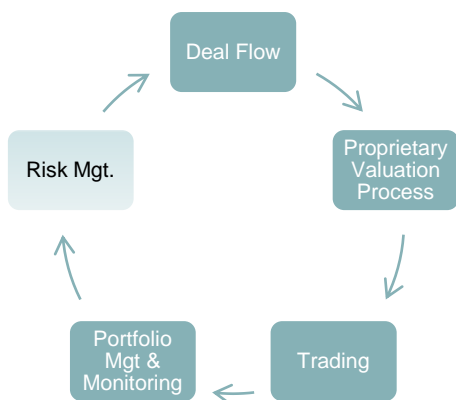 Deal Flow
Proprietary
Valuation
Process
Risk Mgt.
Trading
Portfolio
Mgt &
Monitoring